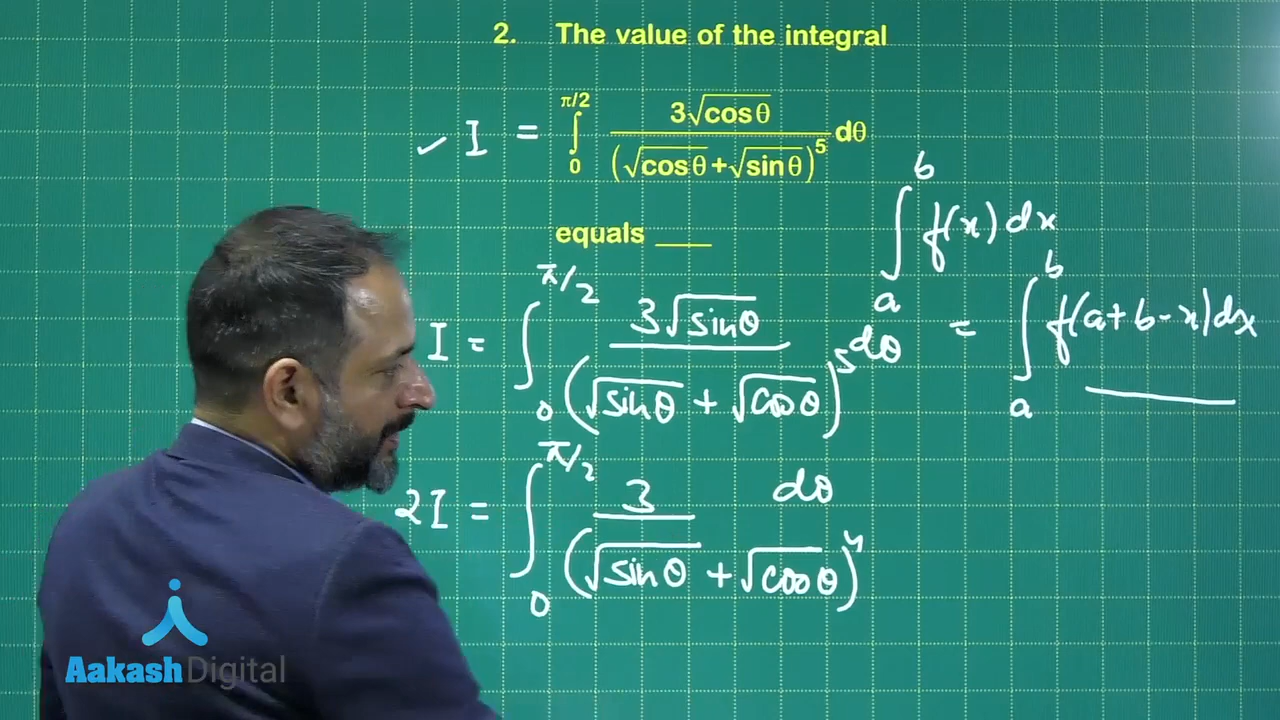 2. The value of the integral
✓ I = ∫₀^{π/2} 3√cosθ / (√cosθ + √sinθ)⁵ dθ
equals ____
∫ₐᵇ f(x) dx
= ∫ₐᵇ f(a+b-x) dx
I = ∫₀^{π/2} 3√sinθ / (√sinθ + √cosθ)⁵ dθ
2I = ∫₀^{π/2} 3 / (√sinθ + √cosθ)⁴ dθ
Aakash Digital